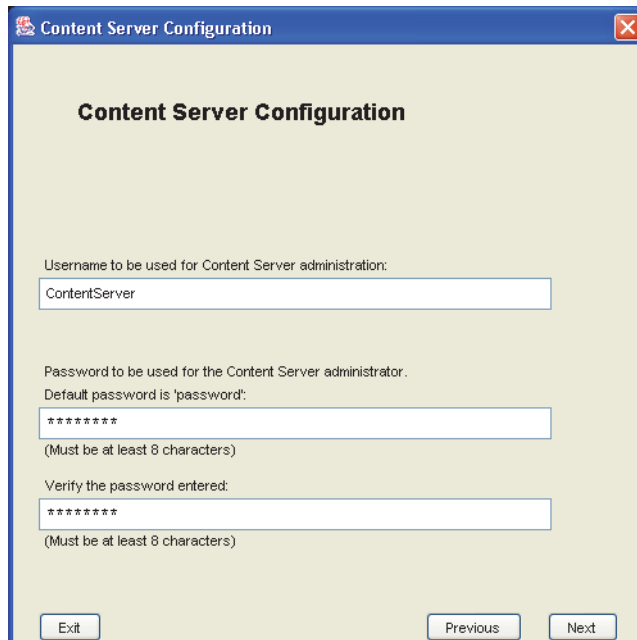 Content Server Configuration
Content Server Configuration
Username to be used for Content Server administration:
ContentServer
Password to be used for the Content Server administrator.
Default password is 'password':
********
(Must be at least 8 characters)
Verify the password entered:
********
(Must be at least 8 characters)
Exit Previous Next